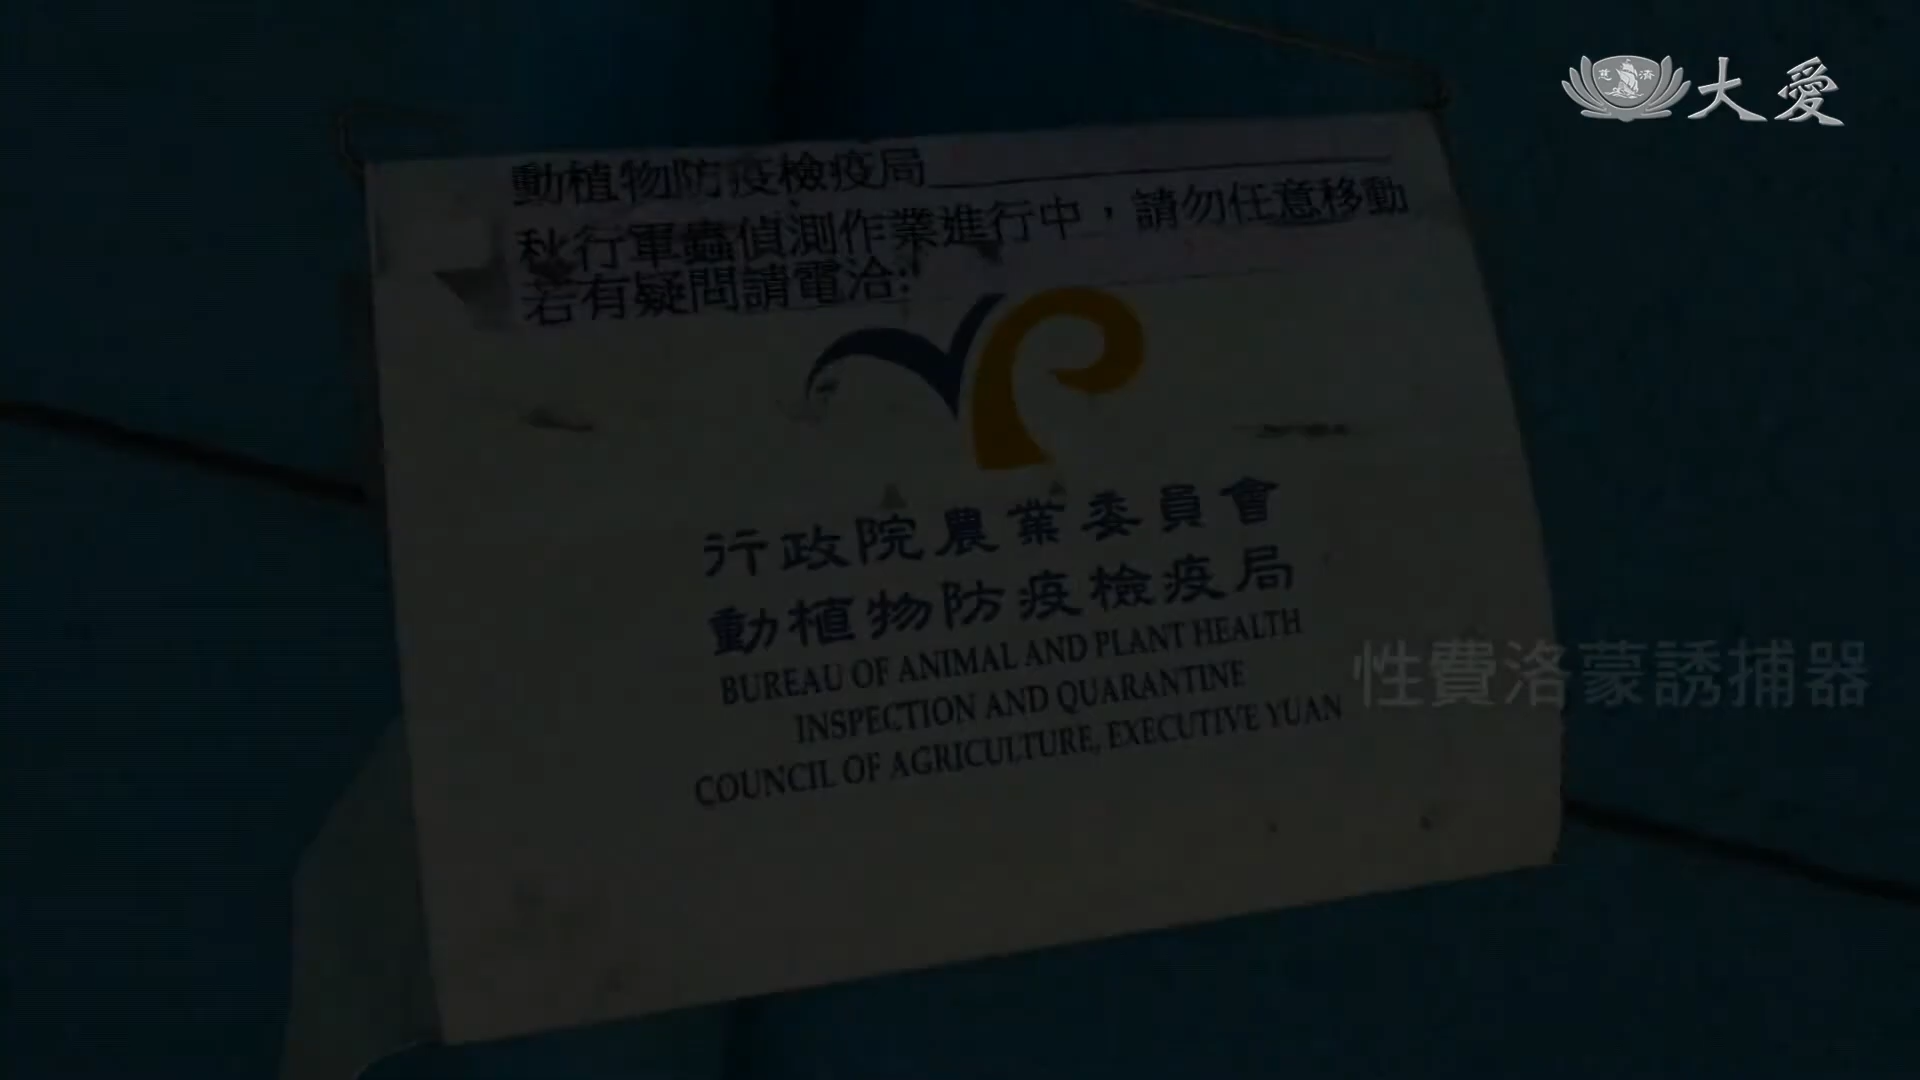 慈濟
大愛
動植物防疫檢疫局
秋行軍蟲偵測作業進行中，請勿任意移動
若有疑問請電洽:
行政院農業委員會
動植物防疫檢疫局
BUREAU OF ANIMAL AND PLANT HEALTH
INSPECTION AND QUARANTINE
COUNCIL OF AGRICULTURE, EXECUTIVE YUAN
性費洛蒙誘捕器